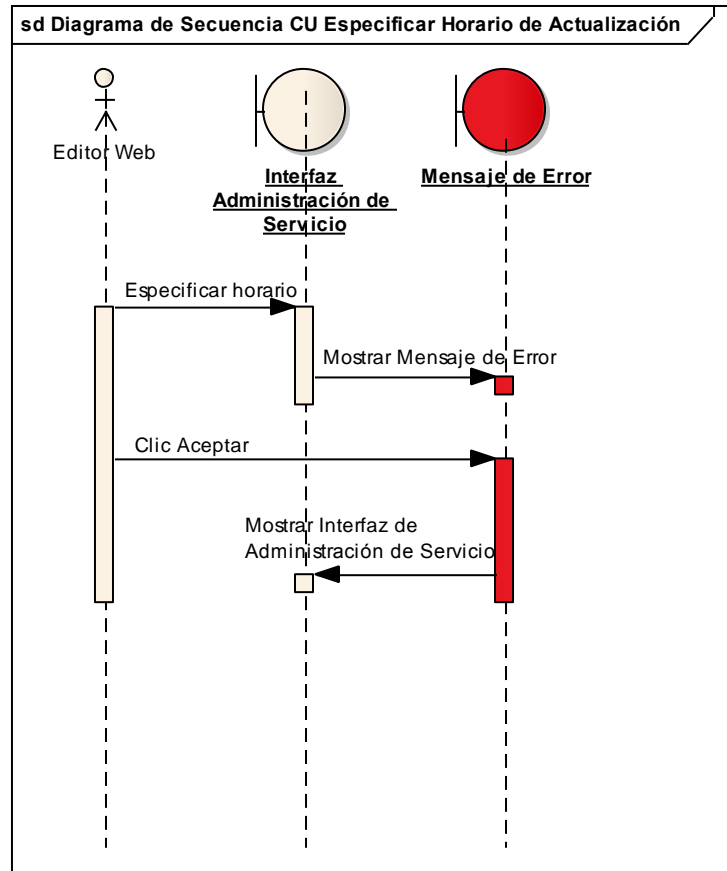 sd Diagrama de Secuencia CU Especificar Horario de Actualización
Editor Web
Interfaz
Administración de
Servicio
Mensaje de Error
Especificar horario
Mostrar Mensaje de Error
Clic Aceptar
Mostrar Interfaz de
Administración de Servicio